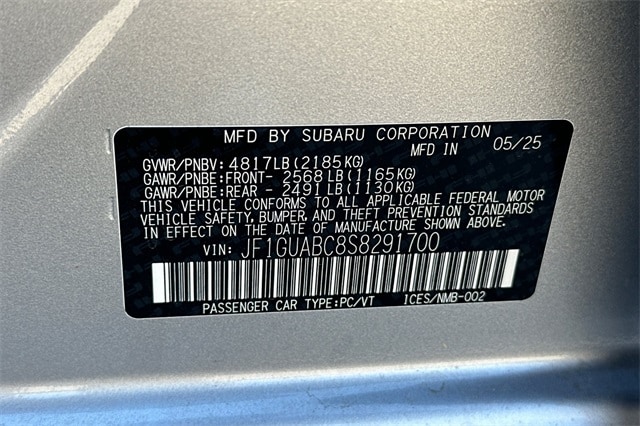 MFD BY SUBARU CORPORATION
MFD IN 05/25
GVWR/PNBV: 4817LB(2185KG)
GAWR/PNBE:FRONT- 2568LB(1165KG)
GAWR/PNBE:REAR - 2491LB(1130KG)
THIS VEHICLE CONFORMS TO ALL APPLICABLE FEDERAL MOTOR
VEHICLE SAFETY, BUMPER, AND THEFT PREVENTION STANDARDS
IN EFFECT ON THE DATE OF MANUFACTURE SHOWN ABOVE.
VIN: JF1GUABC8S8291700
PASSENGER CAR TYPE:PC/VT ICES/NMB-002